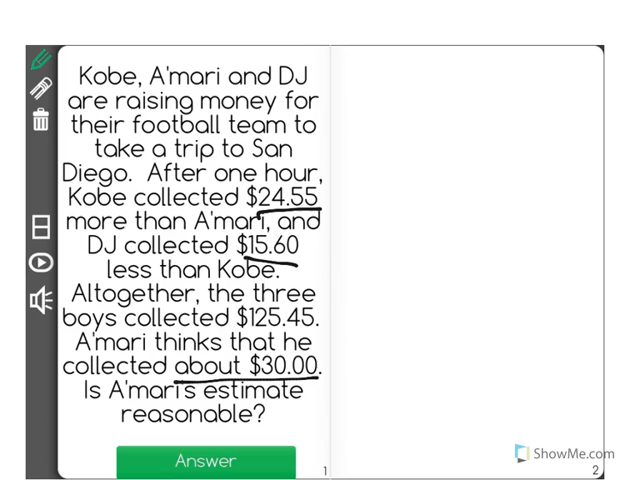 Kobe, A'mari and DJ
are raising money for
their football team to
take a trip to San
Diego. After one hour,
Kobe collected $24.55
more than A'mari, and
DJ collected $15.60
less than Kobe.
Altogether, the three
boys collected $125.45.
A'mari thinks that he
collected about $30.00.
Is A'mari's estimate
reasonable?
Answer
1
ShowMe.com
2